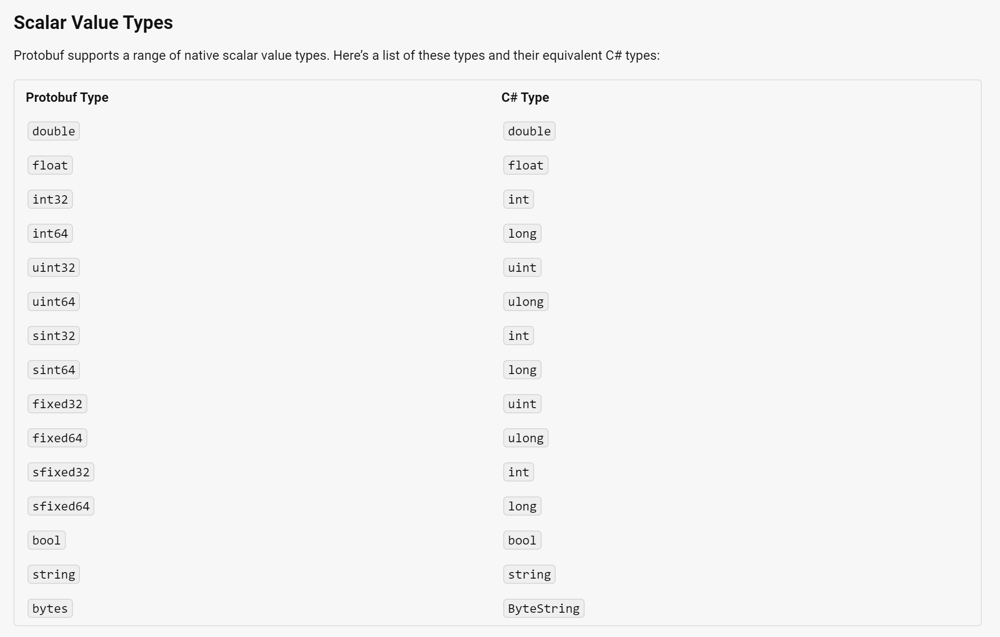 Scalar Value Types
Protobuf supports a range of native scalar value types. Here’s a list of these types and their equivalent C# types:
Protobuf Type C# Type
double double
float float
int32 int
int64 long
uint32 uint
uint64 ulong
sint32 int
sint64 long
fixed32 uint
fixed64 ulong
sfixed32 int
sfixed64 long
bool bool
string string
bytes ByteString